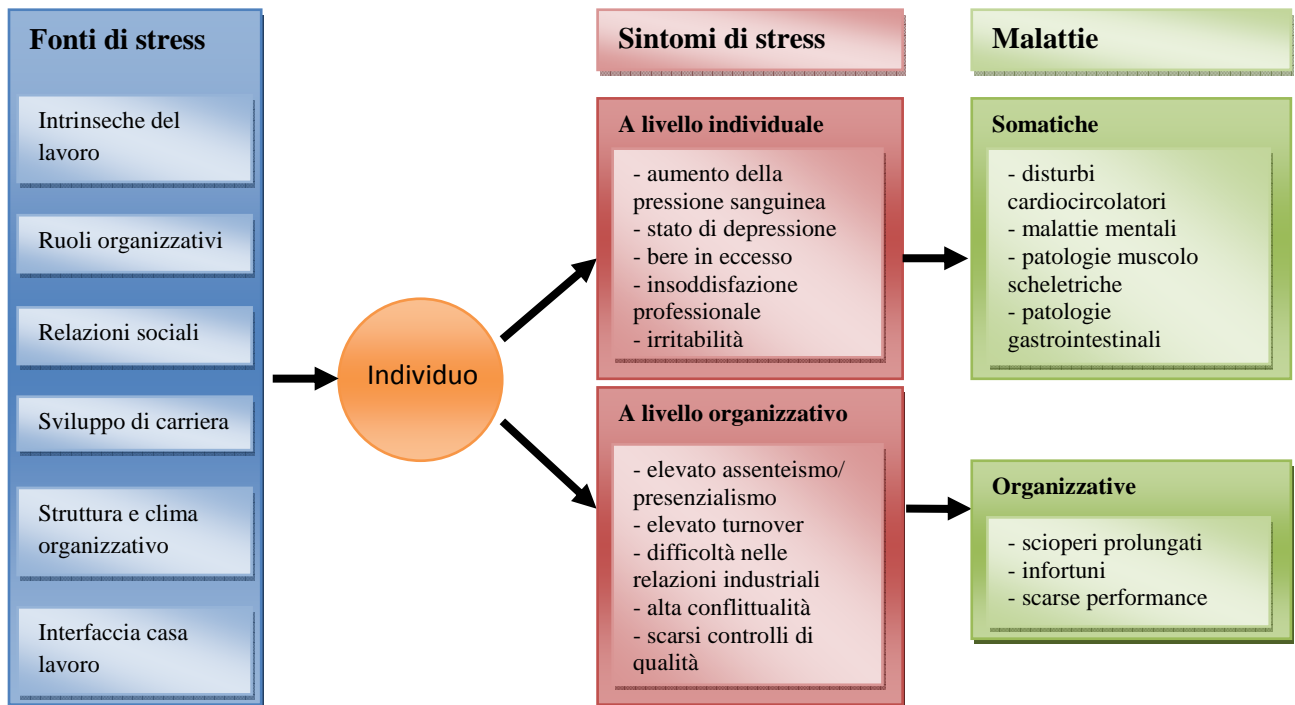 Fonti di stress
Intrinseche del
lavoro
Ruoli organizzativi
Relazioni sociali
Sviluppo di carriera
Struttura e clima
organizzativo
Interfaccia casa
lavoro
Individuo
Sintomi di stress
A livello individuale
- aumento della
pressione sanguinea
- stato di depressione
- bere in eccesso
- insoddisfazione
professionale
- irritabilità
A livello organizzativo
- elevato assenteismo/
presenzialismo
- elevato turnover
- difficoltà nelle
relazioni industriali
- alta conflittualità
- scarsi controlli di
qualità
Malattie
Somatiche
- disturbi
cardiocircolatori
- malattie mentali
- patologie muscolo
scheletriche
- patologie
gastrointestinali
Organizzative
- scioperi prolungati
- infortuni
- scarse performance